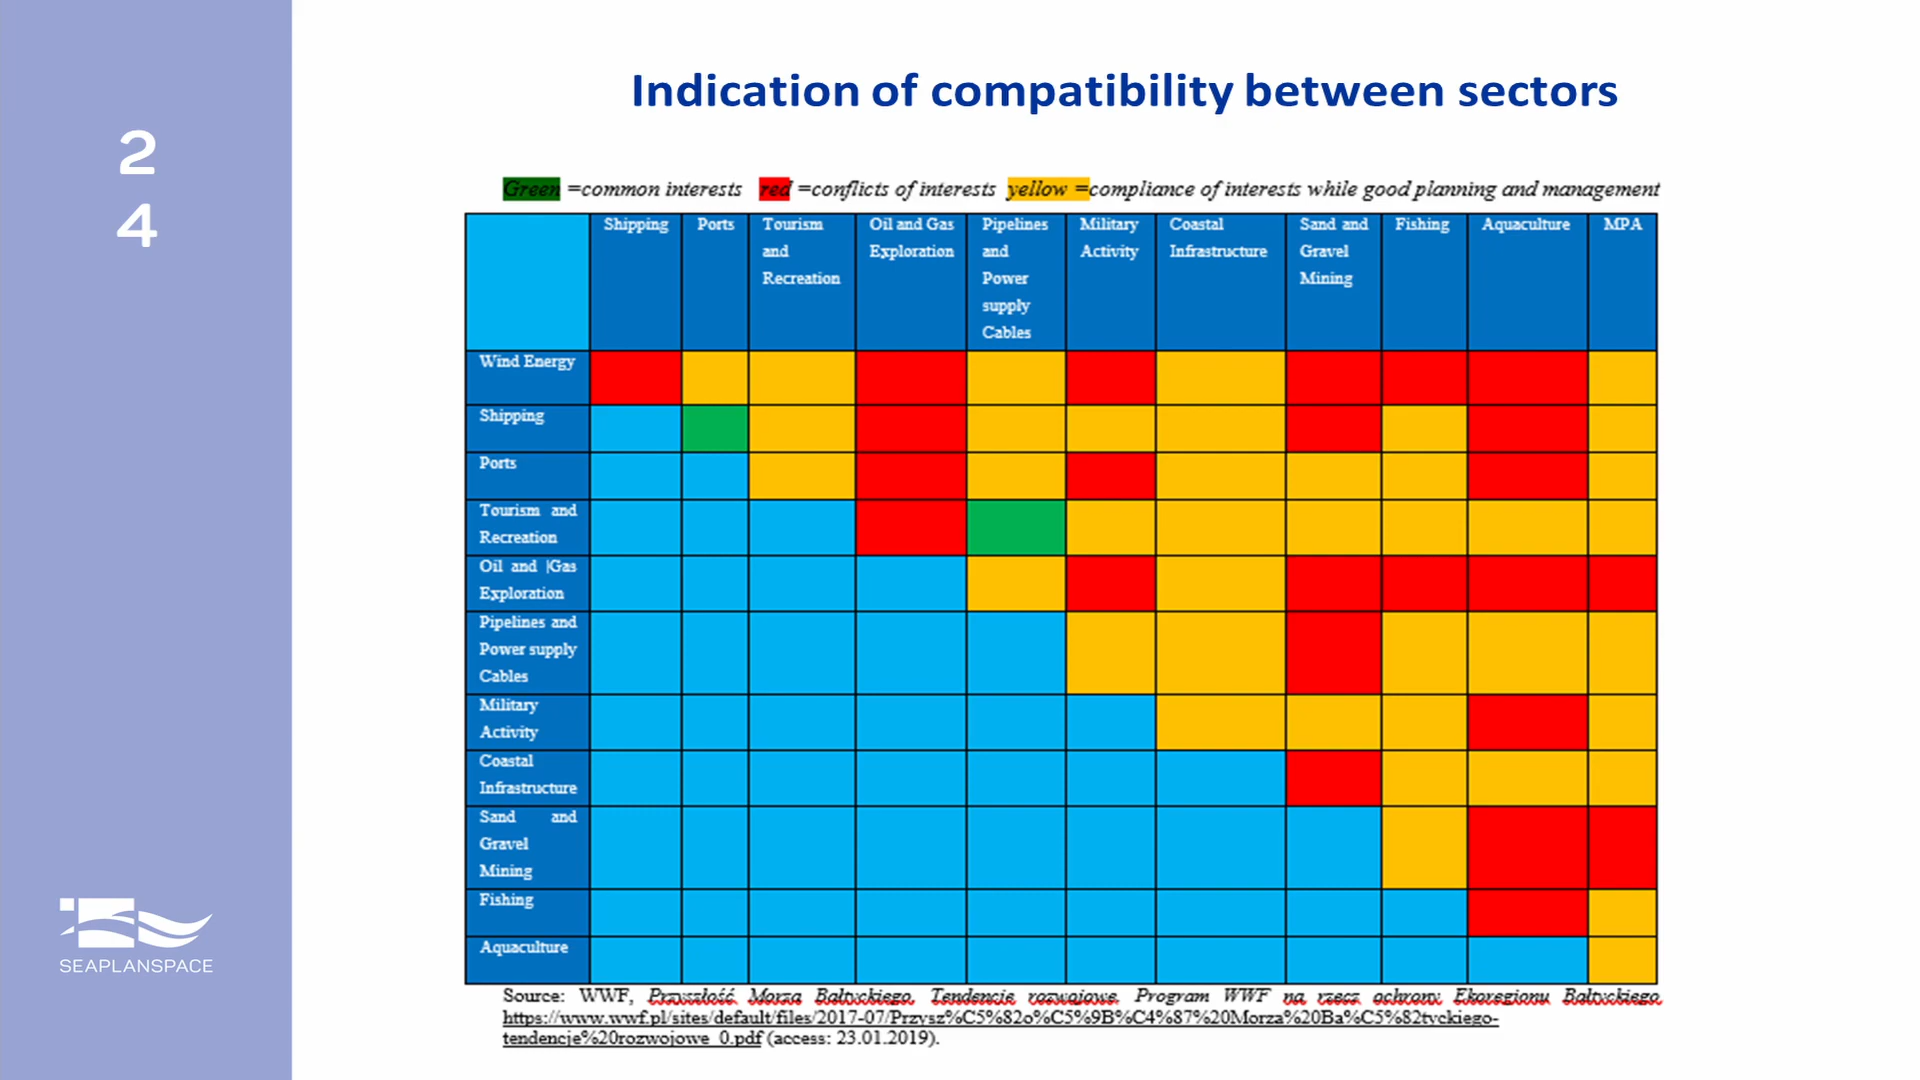 Indication of compatibility between sectors
2
4
Green =common interests red =conflicts of interests yellow =compliance of interests while good planning and management
Shipping Ports Tourism Oil and Gas Pipelines Military Coastal Sand and Fishing Aquaculture MPA
and Exploration and Activity Infrastructure Gravel
Recreation Power Mining
supply
Cables
Wind Energy
Shipping
Ports
Tourism and
Recreation
Oil and |Gas
Exploration
Pipelines and
Power supply
Cables
Military
Activity
Coastal
Infrastructure
Sand and
Gravel
Mining
Fishing
Aquaculture
SEAPLANSPACE
Source: WWF, Przyszłość Morza Bałtyckiego. Tendencje rozwojowe. Program WWF na rzecz ochrony Ekoregionu Bałtyckiego,
https://www.wwf.pl/sites/default/files/2017-07/Przysz%C5%82o%C5%9B%C4%87%20Morza%20Ba%C5%82tyckiego-
tendencje%20rozwojowe_0.pdf (access: 23.01.2019).